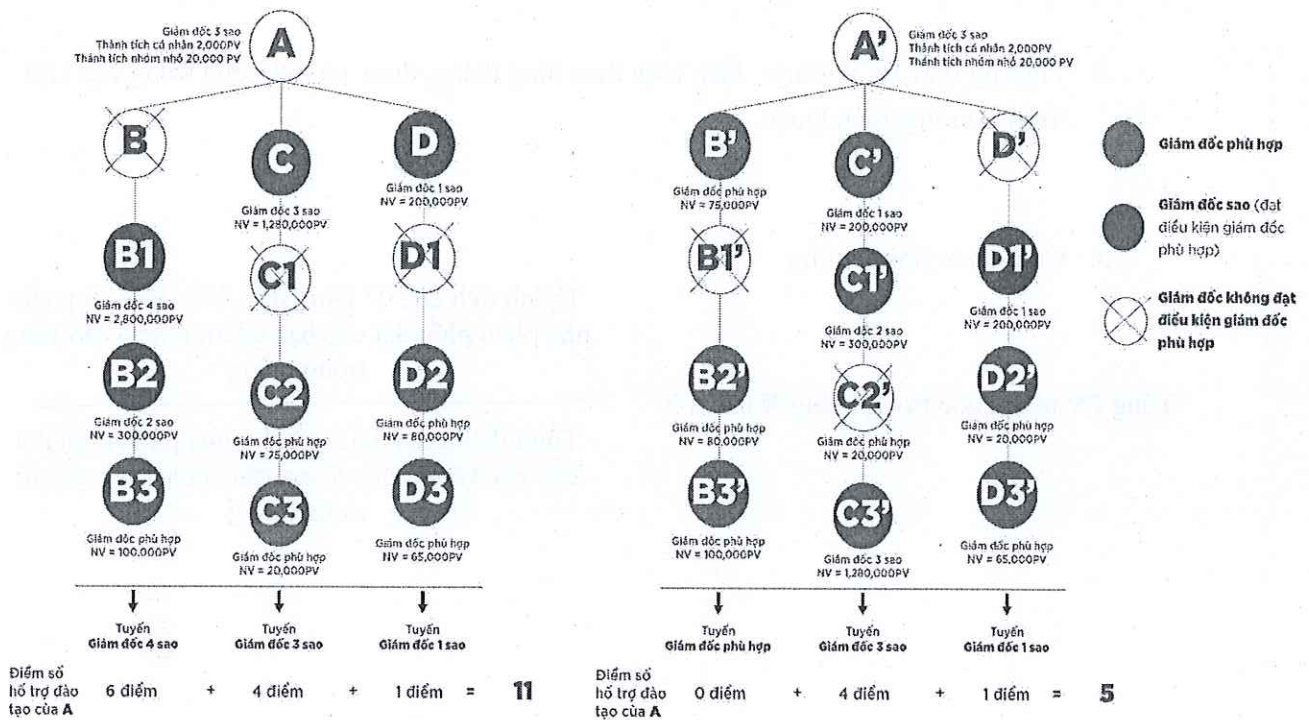 Giám đốc 3 sao
Thành tích cá nhân 2,000PV
Thành tích nhóm nhỏ 20,000 PV
A
B
C
D
Giám đốc 3 sao
NV = 1,280,000PV
Giám đốc 1 sao
NV = 200,000PV
B1
C1
D1
Giám đốc 4 sao
NV = 2,800,000PV
B2
C2
D2
Giám đốc 2 sao
NV = 300,000PV
Giám đốc phù hợp
NV = 75,000PV
Giám đốc phù hợp
NV = 80,000PV
B3
C3
D3
Giám đốc phù hợp
NV = 100,000PV
Giám đốc phù hợp
NV = 20,000PV
Giám đốc phù hợp
NV = 65,000PV
Tuyến
Giám đốc 4 sao
Tuyến
Giám đốc 3 sao
Tuyến
Giám đốc 1 sao
Điểm số
hỗ trợ đào
tạo của A
6 điểm + 4 điểm + 1 điểm = 11
A'
Giám đốc 3 sao
Thành tích cá nhân 2,000PV
Thành tích nhóm nhỏ 20,000 PV
B'
C'
D'
Giám đốc phù hợp
NV = 75,000PV
Giám đốc 1 sao
NV = 200,000PV
B1'
C1'
D1'
Giám đốc 2 sao
NV = 300,000PV
Giám đốc 1 sao
NV = 200,000PV
B2'
C2'
D2'
Giám đốc phù hợp
NV = 80,000PV
Giám đốc phù hợp
NV = 20,000PV
Giám đốc phù hợp
NV = 20,000PV
B3'
C3'
D3'
Giám đốc phù hợp
NV = 100,000PV
Giám đốc 3 sao
NV = 1,280,000PV
Giám đốc phù hợp
NV = 65,000PV
Tuyến
Giám đốc phù hợp
Tuyến
Giám đốc 3 sao
Tuyến
Giám đốc 1 sao
Điểm số
hỗ trợ đào
tạo của A
0 điểm + 4 điểm + 1 điểm = 5
Giám đốc phù hợp
Giám đốc sao (đạt
điều kiện giám đốc
phù hợp)
Giám đốc không đạt
điều kiện giám đốc
phù hợp